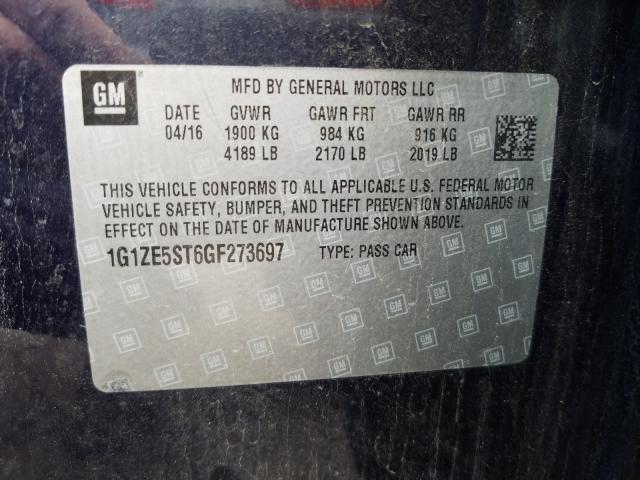 GM
MFD BY GENERAL MOTORS LLC
DATE GVWR GAWR FRT GAWR RR
04/16 1900 KG 984 KG 916 KG
4189 LB 2170 LB 2019 LB
THIS VEHICLE CONFORMS TO ALL APPLICABLE U.S. FEDERAL MOTOR
VEHICLE SAFETY, BUMPER, AND THEFT PREVENTION STANDARDS IN
EFFECT ON THE DATE OF MANUFACTURE SHOWN ABOVE.
1G1ZE5ST6GF273697 TYPE: PASS CAR